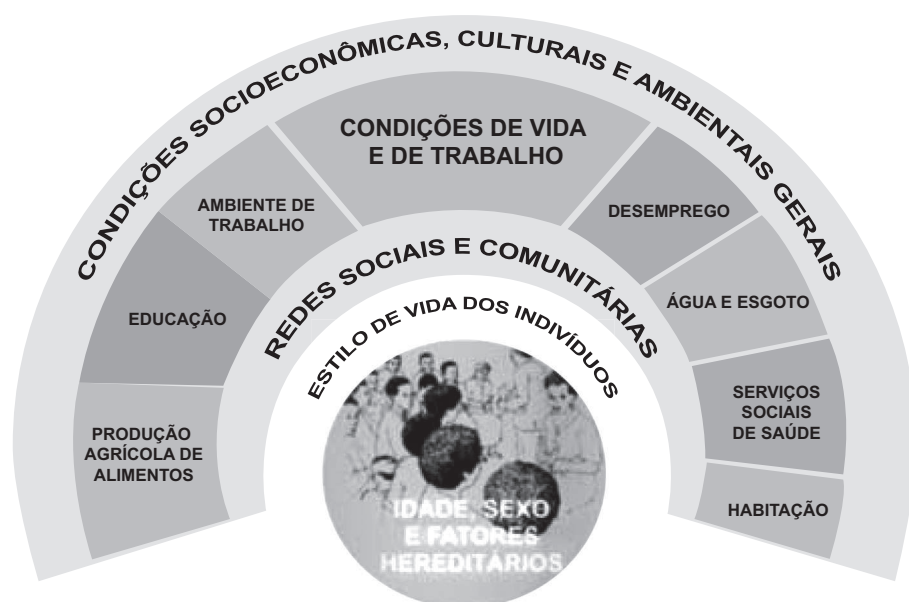 CONDIÇÕES SOCIOECONÔMICAS, CULTURAIS E AMBIENTAIS GERAIS
CONDIÇÕES DE VIDA
E DE TRABALHO
AMBIENTE DE
TRABALHO
DESEMPREGO
EDUCAÇÃO
ÁGUA E ESGOTO
PRODUÇÃO
AGRÍCOLA DE
ALIMENTOS
SERVIÇOS
SOCIAIS
DE SAÚDE
HABITAÇÃO
REDES SOCIAIS E COMUNITÁRIAS
ESTILO DE VIDA DOS INDIVÍDUOS
IDADE, SEXO
E FATORES
HEREDITÁRIOS